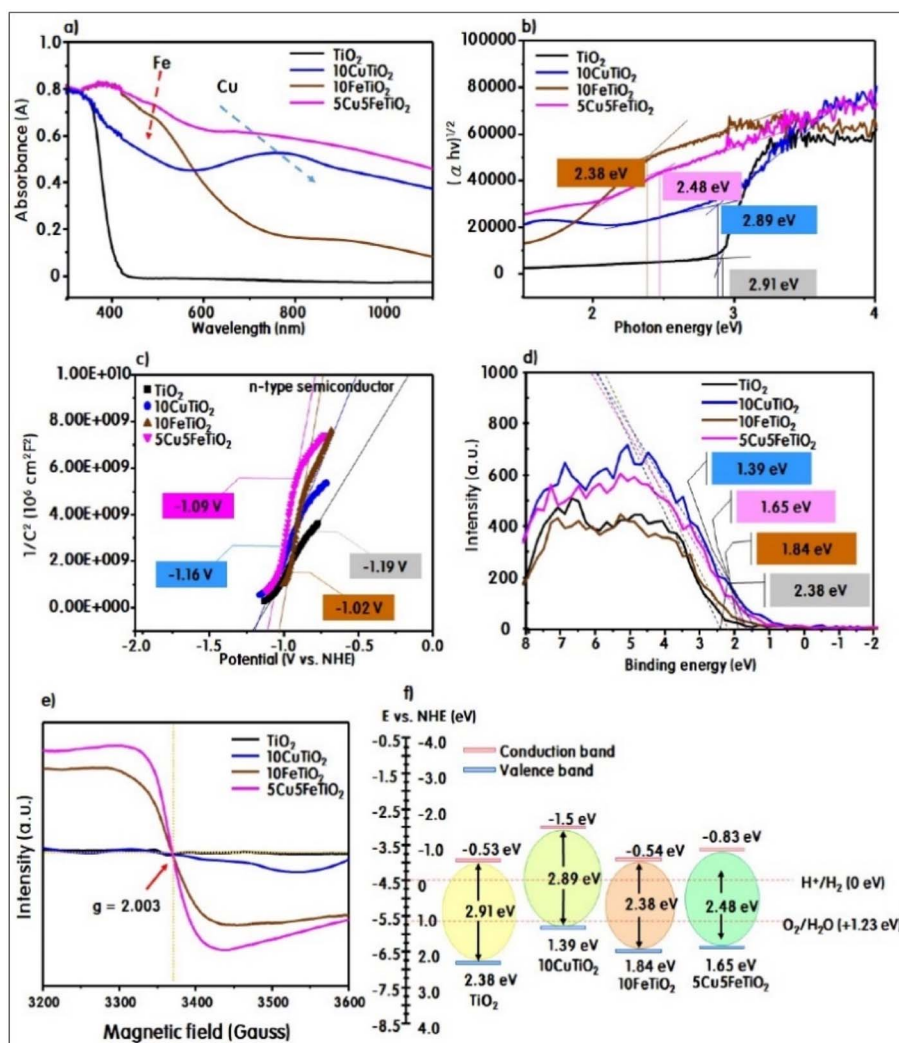 a)
Absorbance (A)
1.0
0.8
0.6
0.4
0.2
0
Fe
Cu
TiO₂
10CuTiO₂
10FeTiO₂
5Cu5FeTiO₂
400
600
800
1000
Wavelength (nm)
b)
(α hν)^1/2
100000
80000
60000
40000
20000
0
TiO₂
10CuTiO₂
10FeTiO₂
5Cu5FeTiO₂
2.38 eV
2.48 eV
2.89 eV
2.91 eV
2
3
4
Photon energy (eV)
c)
1/C² (10⁶ cm²F²)
1.00E+010
8.00E+009
6.00E+009
4.00E+009
2.00E+009
0.00E+000
n-type semiconductor
TiO₂
10CuTiO₂
10FeTiO₂
5Cu5FeTiO₂
-1.09 V
-1.16 V
-1.19 V
-1.02 V
-2.0
-1.5
-1.0
-0.5
0.0
Potential (V vs. NHE)
d)
Intensity (a.u.)
1000
800
600
400
200
0
TiO₂
10CuTiO₂
10FeTiO₂
5Cu5FeTiO₂
1.39 eV
1.65 eV
1.84 eV
2.38 eV
8
7
6
5
4
3
2
1
0
-1
-2
Binding energy (eV)
e)
Intensity (a.u.)
TiO₂
10CuTiO₂
10FeTiO₂
5Cu5FeTiO₂
g = 2.003
3200
3300
3400
3500
3600
Magnetic field (Gauss)
f)
E vs. NHE (eV)
-0.5
-4.0
-1.5
-3.0
-2.5
-2.0
-3.5
-1.0
-4.5
0
-5.5
1.0
-6.5
2.0
-7.5
3.0
-8.5
4.0
Conduction band
Valence band
-0.53 eV
-1.5 eV
-0.54 eV
-0.83 eV
2.91 eV
2.89 eV
2.38 eV
2.48 eV
H⁺/H₂ (0 eV)
O₂/H₂O (+1.23 eV)
2.38 eV
TiO₂
1.39 eV
10CuTiO₂
1.84 eV
10FeTiO₂
1.65 eV
5Cu5FeTiO₂